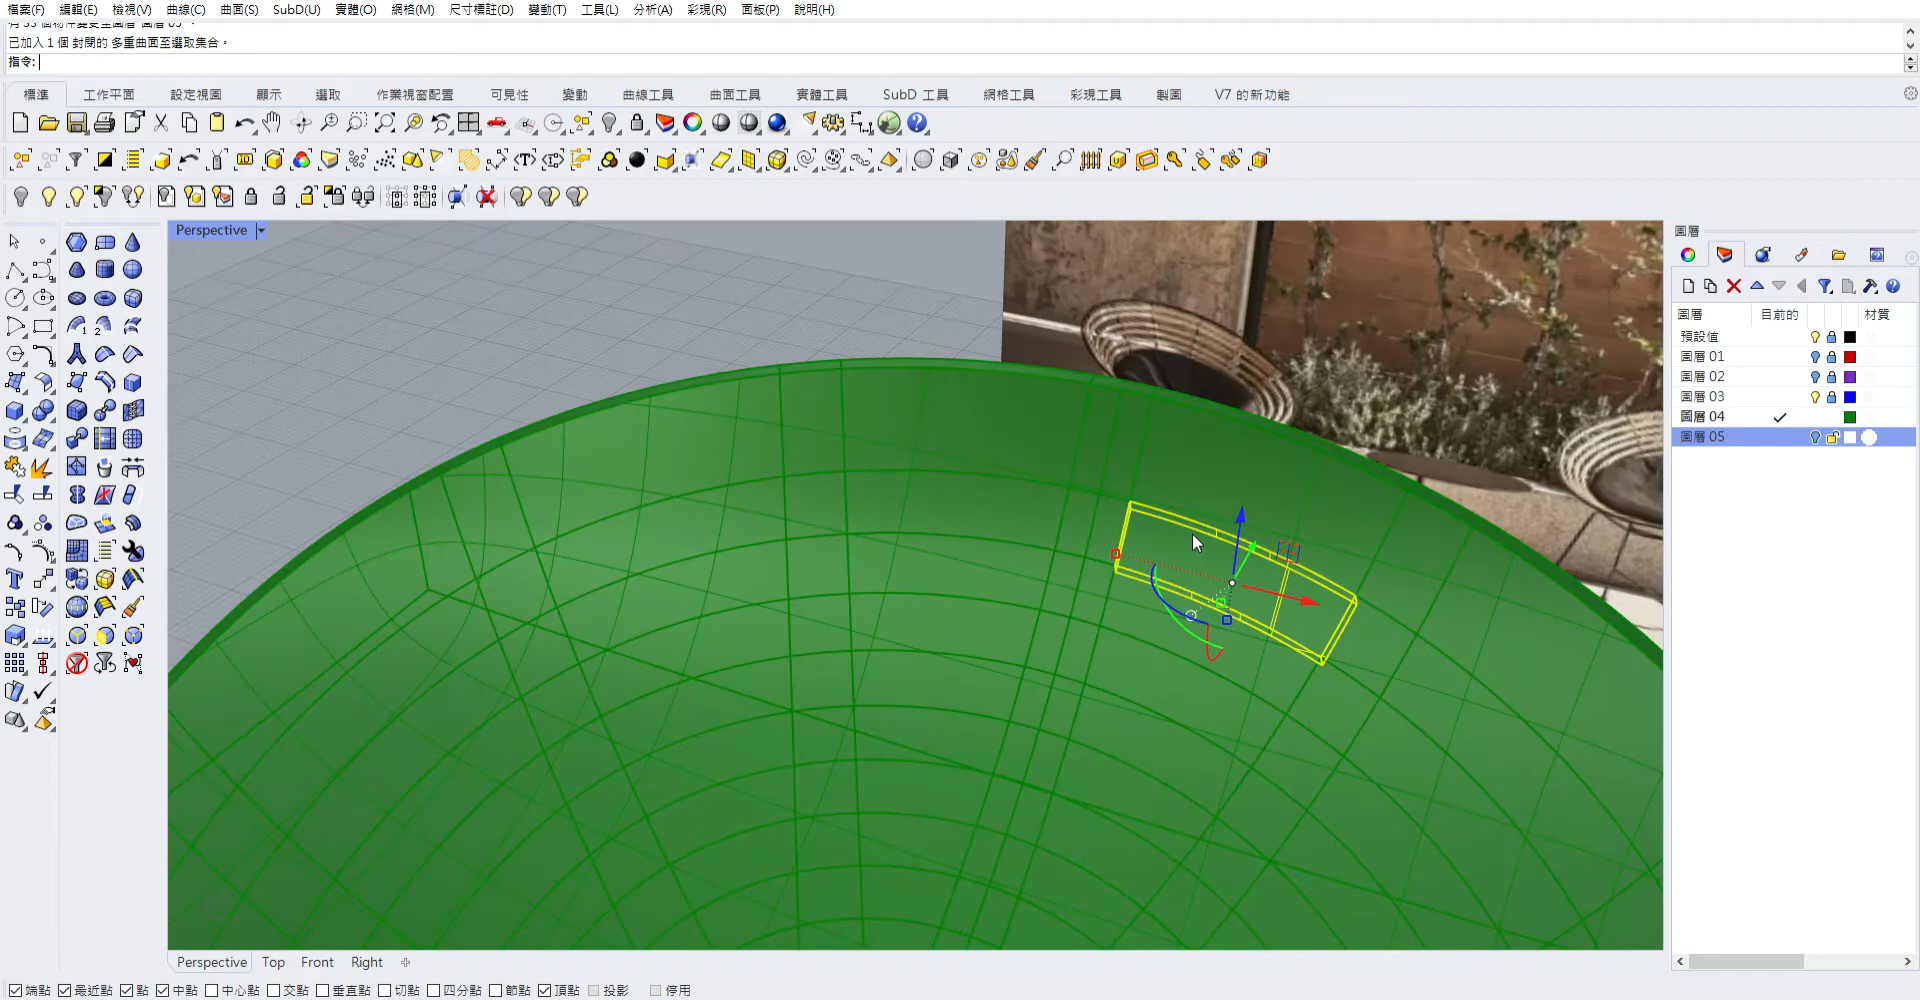 檔案(F) 編輯(E) 檢視(V) 曲線(C) 曲面(S) SubD(U) 實體(O) 網格(M) 尺寸標註(D) 變動(T) 工具(L) 分析(A) 彩現(R) 面板(P) 說明(H)
已加入 1 個 封閉的 多重曲面至選取集合。
指令:
標準 工作平面 設定視圖 顯示 選取 作業視窗配置 可見性 變動 曲線工具 曲面工具 實體工具 SubD 工具 網格工具 彩現工具 製圖 V7 的新功能
Perspective
圖層
圖層 目前的 材質
預設值
圖層 01
圖層 02
圖層 03
圖層 04
圖層 05
Perspective Top Front Right
端點 最近點 點 中點 中心點 交點 垂直點 切點 四分點 節點 頂點 投影 停用